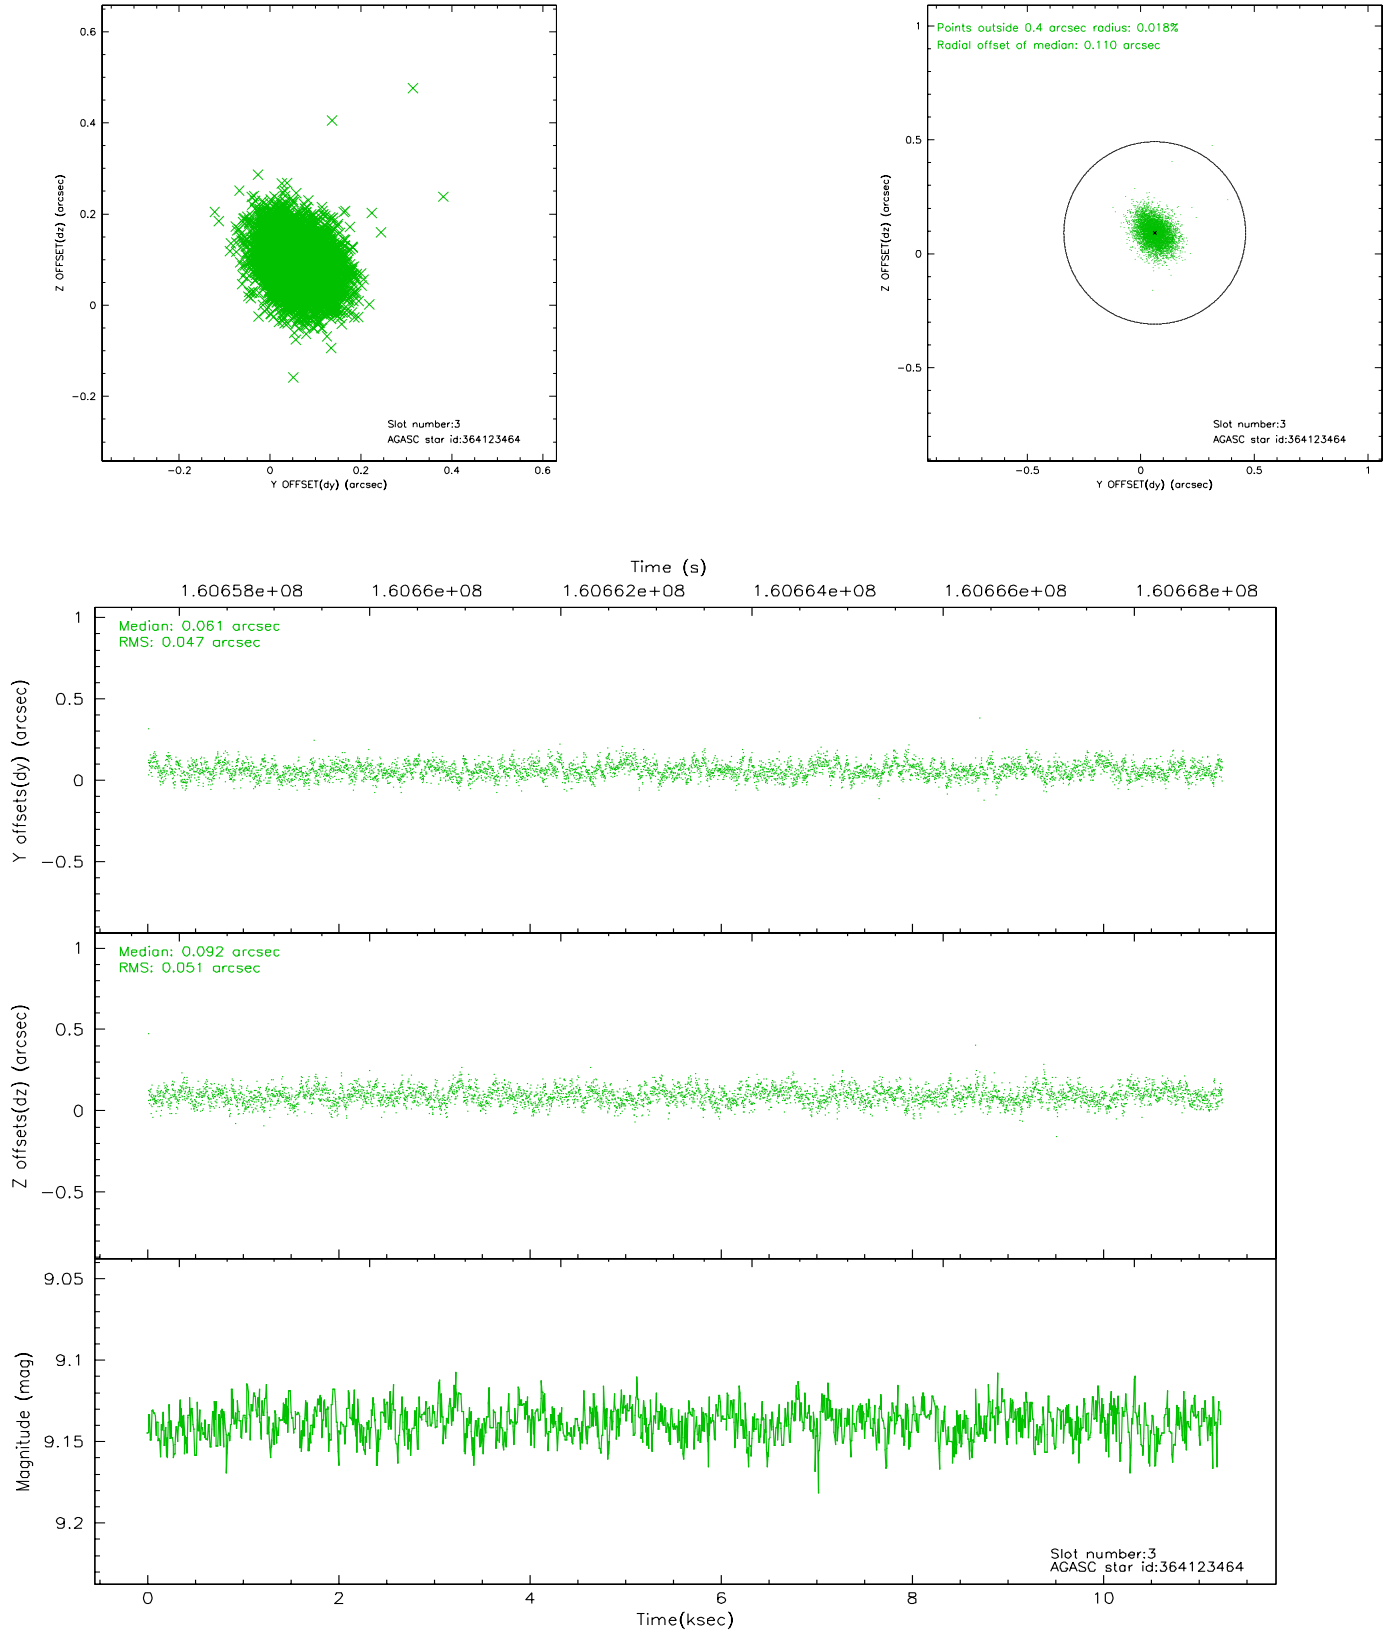 0.6
0.4
0.2
0
−0.2
Z OFFSET(dz) (arcsec)
−0.2 0 0.2 0.4 0.6
Y OFFSET(dy) (arcsec)
Slot number:3
AGASC star id:364123464
Points outside 0.4 arcsec radius: 0.018%
Radial offset of median: 0.110 arcsec
1
0.5
0
−0.5
Z OFFSET(dz) (arcsec)
−0.5 0 0.5 1
Y OFFSET(dy) (arcsec)
Slot number:3
AGASC star id:364123464
Time (s)
1.60658e+08 1.6066e+08 1.60662e+08 1.60664e+08 1.60666e+08 1.60668e+08
Median: 0.061 arcsec
RMS: 0.047 arcsec
1
0.5
0
−0.5
Y offsets(dy) (arcsec)
Median: 0.092 arcsec
RMS: 0.051 arcsec
1
0.5
0
−0.5
Z offsets(dz) (arcsec)
9.05
9.1
9.15
9.2
Magnitude (mag)
Slot number:3
AGASC star id:364123464
0 2 4 6 8 10
Time(ksec)